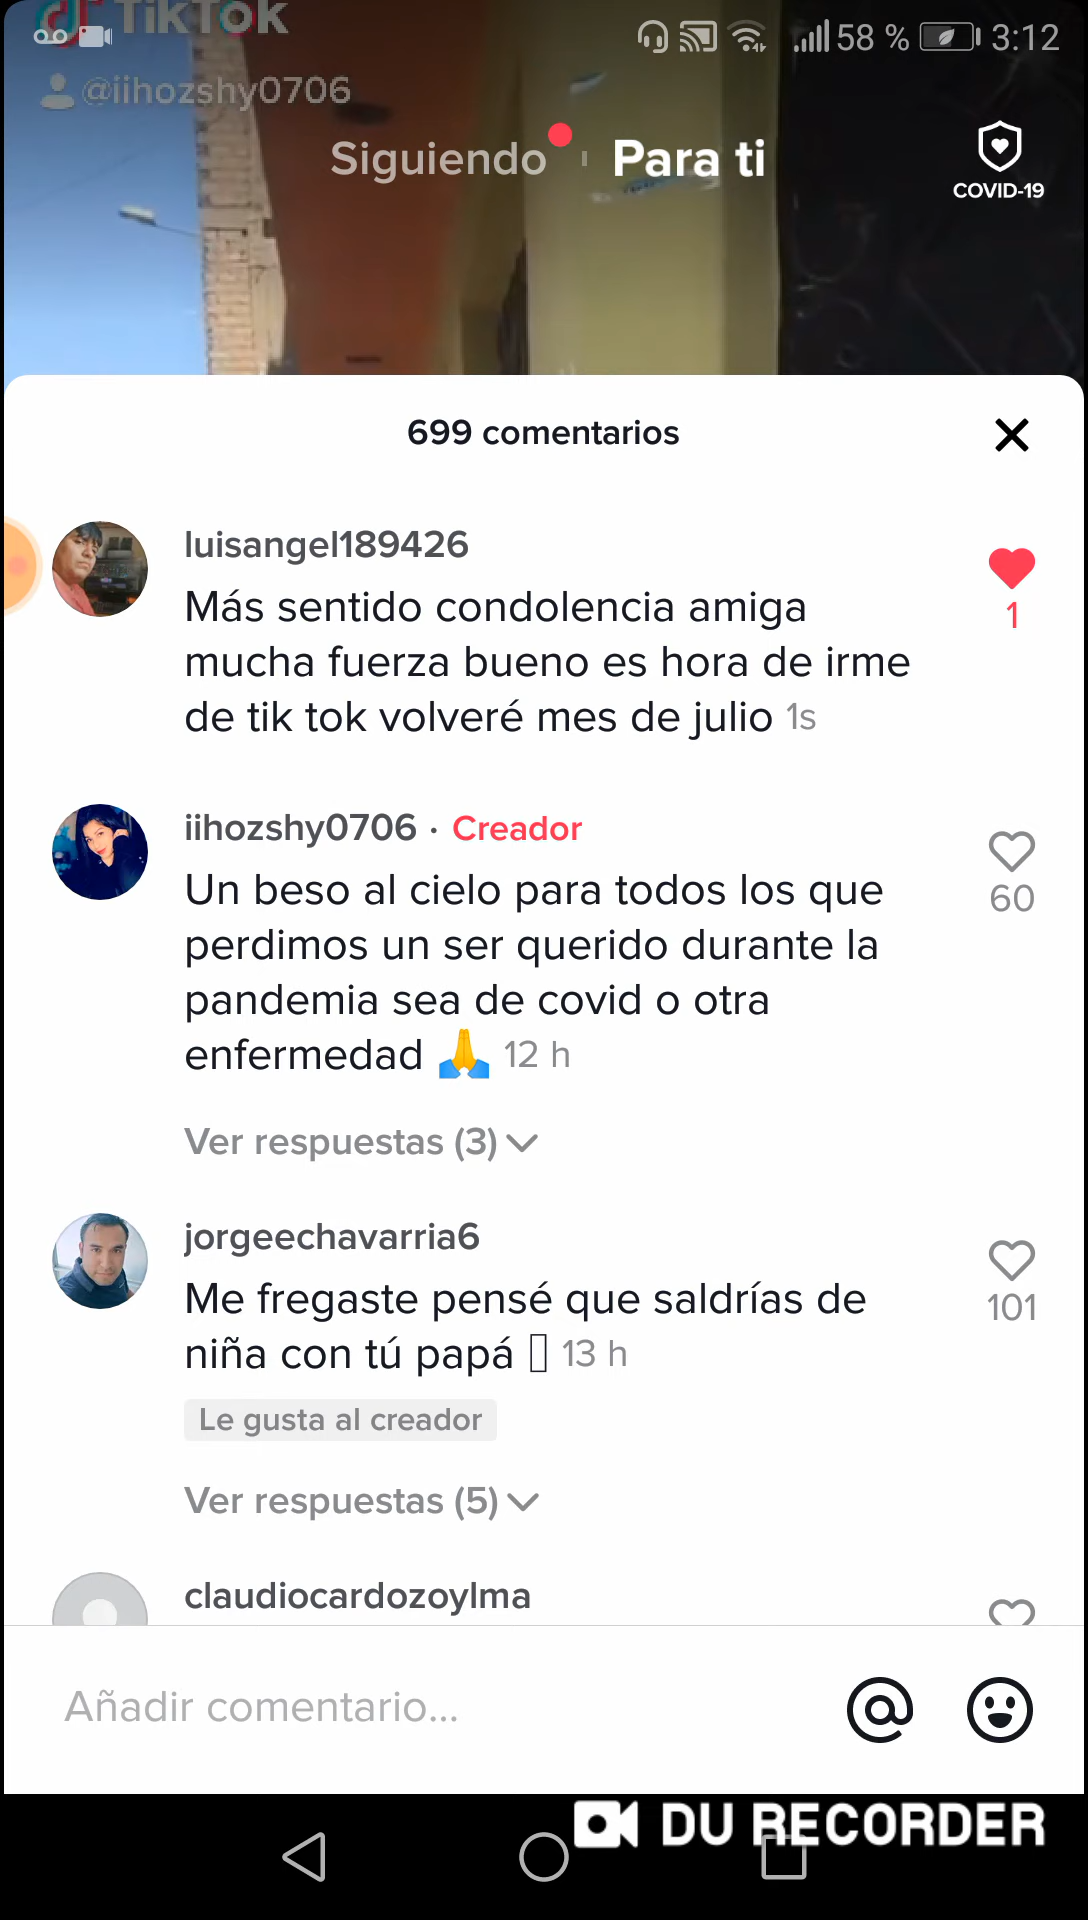 TikTok
58 % 3:12
@iihozshy0706
Siguiendo Para ti
COVID-19
699 comentarios
luisangel189426
Más sentido condolencia amiga
mucha fuerza bueno es hora de irme
de tik tok volveré mes de julio 1s
1
iihozshy0706 · Creador
Un beso al cielo para todos los que
perdimos un ser querido durante la
pandemia sea de covid o otra
enfermedad 🙏 12 h
60
Ver respuestas (3)
jorgeechavarria6
Me fregaste pensé que saldrías de
niña con tú papá 13 h
101
Le gusta al creador
Ver respuestas (5)
claudiocardozoylma
Añadir comentario...
DU RECORDER